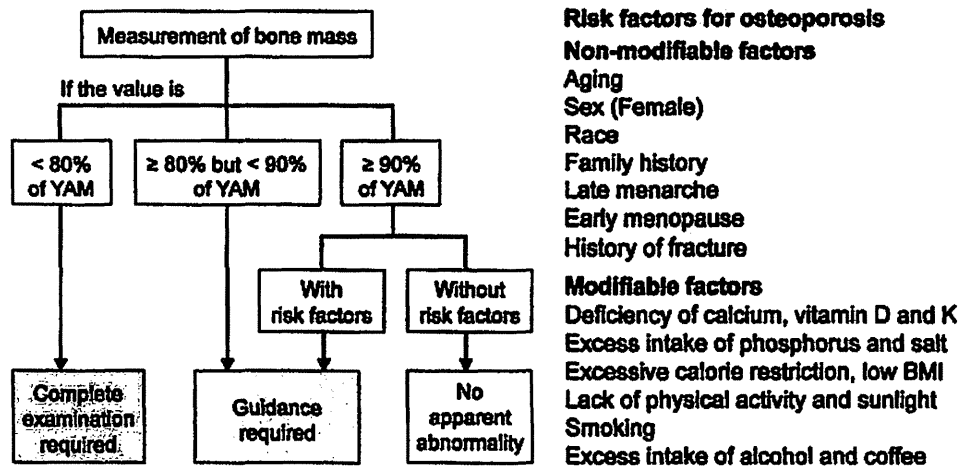 Measurement of bone mass
If the value is
< 80%
of YAM
≥ 80% but < 90%
of YAM
≥ 90%
of YAM
With
risk factors
Without
risk factors
Complete
examination
required
Guidance
required
No
apparent
abnormality
Risk factors for osteoporosis
Non-modifiable factors
Aging
Sex (Female)
Race
Family history
Late menarche
Early menopause
History of fracture
Modifiable factors
Deficiency of calcium, vitamin D and K
Excess intake of phosphorus and salt
Excessive calorie restriction, low BMI
Lack of physical activity and sunlight
Smoking
Excess intake of alcohol and coffee